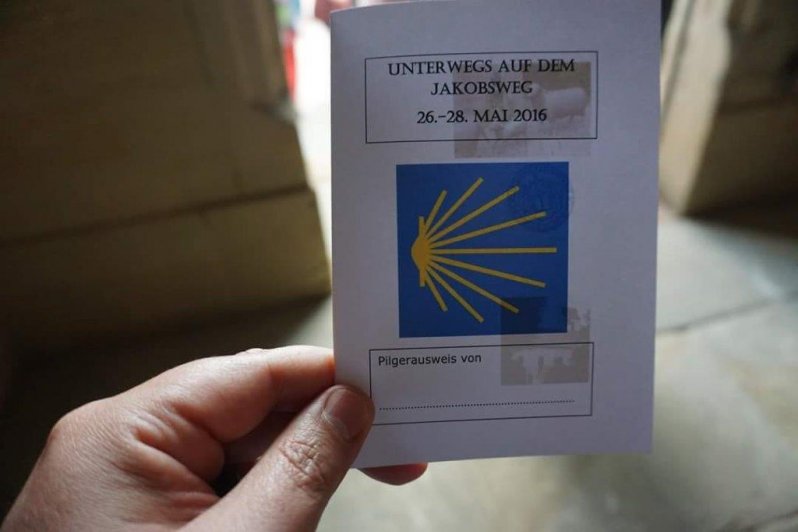 UNTERWEGS AUF DEM
JAKOBSWEG
26.–28. MAI 2016
Pilgerausweis von